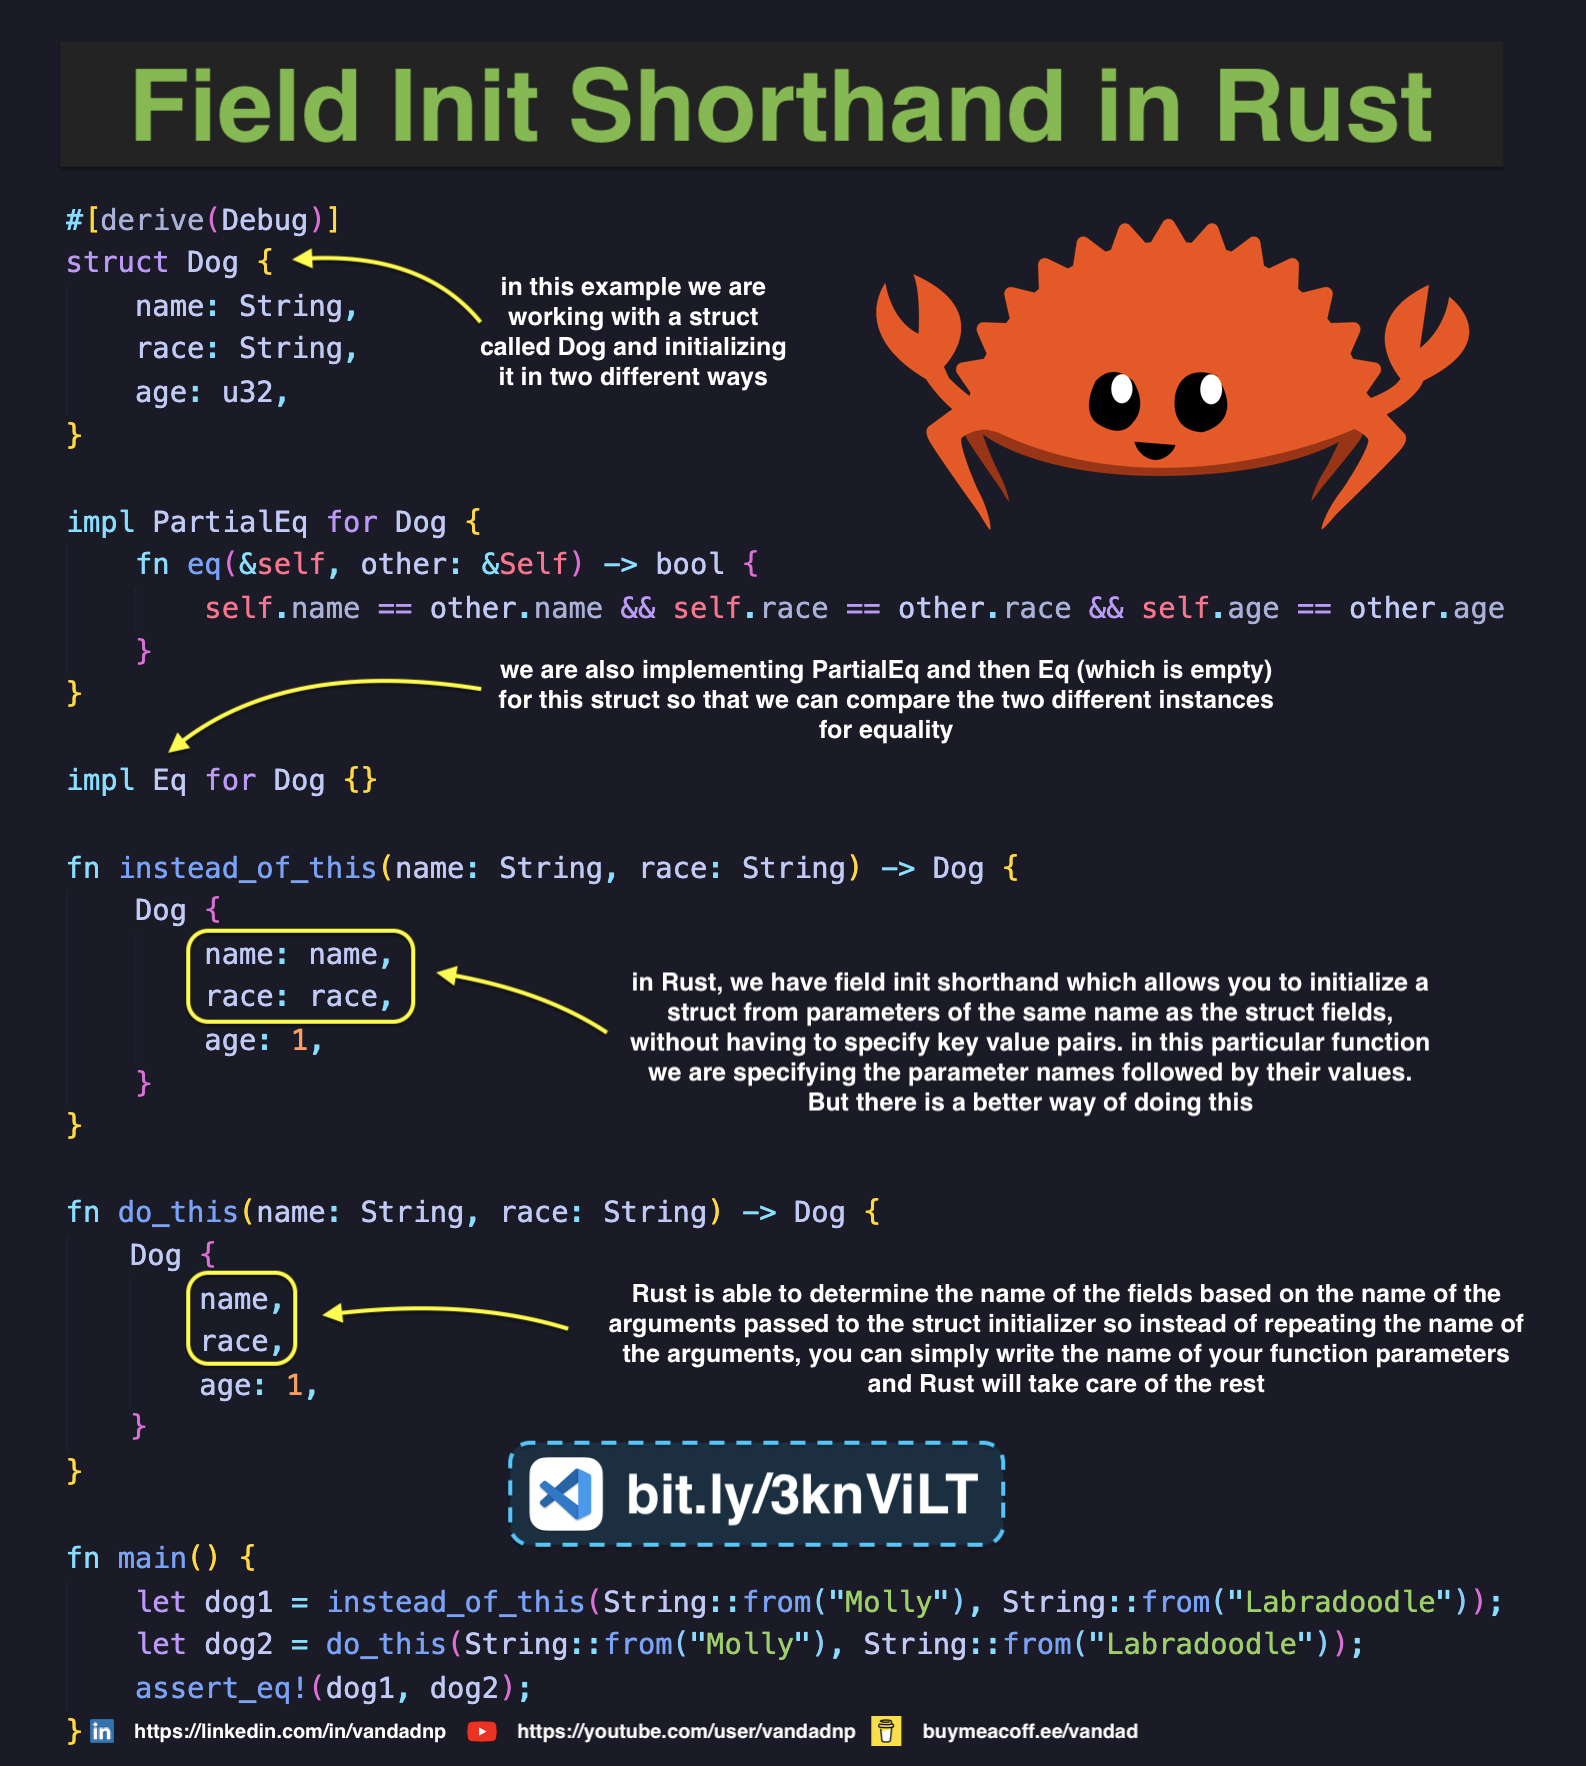 Field Init Shorthand in Rust
#[derive(Debug)]
struct Dog {
    name: String,
    race: String,
    age: u32,
}
in this example we are
working with a struct
called Dog and initializing
it in two different ways
impl PartialEq for Dog {
    fn eq(&self, other: &Self) -> bool {
        self.name == other.name && self.race == other.race && self.age == other.age
    }
}
we are also implementing PartialEq and then Eq (which is empty)
for this struct so that we can compare the two different instances
for equality
impl Eq for Dog {}
fn instead_of_this(name: String, race: String) -> Dog {
    Dog {
        name: name,
        race: race,
        age: 1,
    }
}
in Rust, we have field init shorthand which allows you to initialize a
struct from parameters of the same name as the struct fields,
without having to specify key value pairs. in this particular function
we are specifying the parameter names followed by their values.
But there is a better way of doing this
fn do_this(name: String, race: String) -> Dog {
    Dog {
        name,
        race,
        age: 1,
    }
}
Rust is able to determine the name of the fields based on the name of the
arguments passed to the struct initializer so instead of repeating the name of
the arguments, you can simply write the name of your function parameters
and Rust will take care of the rest
bit.ly/3knViLT
fn main() {
    let dog1 = instead_of_this(String::from("Molly"), String::from("Labradoodle"));
    let dog2 = do_this(String::from("Molly"), String::from("Labradoodle"));
    assert_eq!(dog1, dog2);
}
in https://linkedin.com/in/vandadnp https://youtube.com/user/vandadnp buymeacoff.ee/vandad